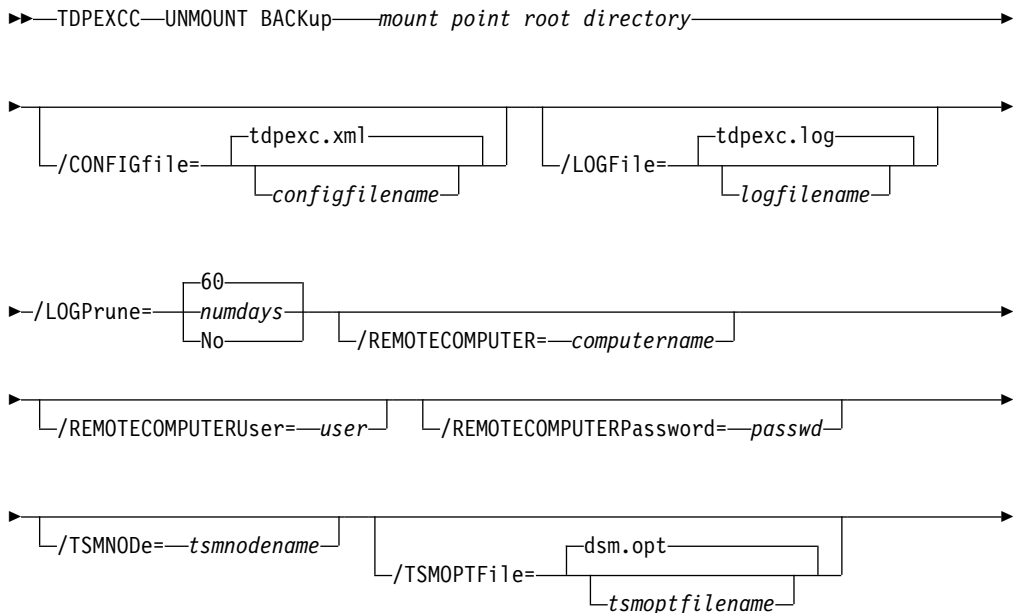 TDPEXCC UNMOUNT BACKup mount point root directory
/CONFIGfile= tdpexc.xml configfilename /LOGFile= tdpexc.log logfilename
/LOGPrune= 60 numdays No /REMOTECOMPUTER= computername
/REMOTECOMPUTERUser= user /REMOTECOMPUTERPassword= passwd
/TSMNODe= tsmnodename /TSMOPTFile= dsm.opt tsmoptfilename